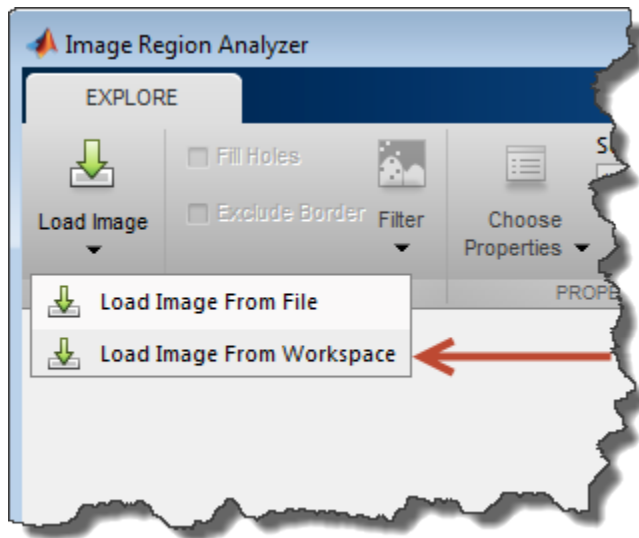 Image Region Analyzer
EXPLORE
Load Image
Fill Holes
Exclude Border
Filter
Choose
Properties
Load Image From File
Load Image From Workspace